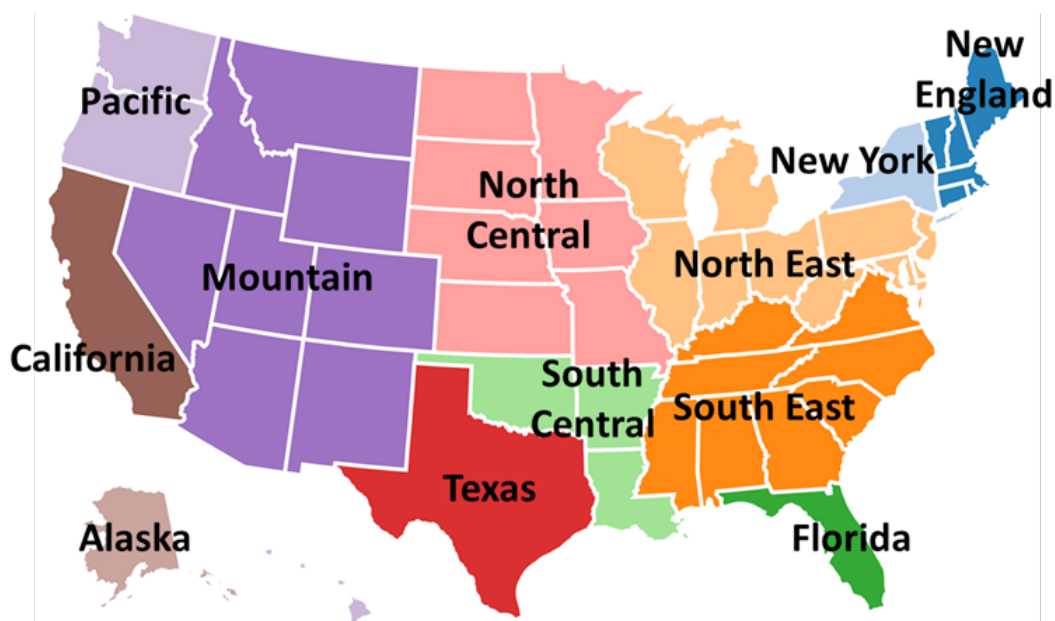 New
England
Pacific
New York
North
Central
North East
Mountain
California
South
Central
South East
Texas
Alaska
Florida